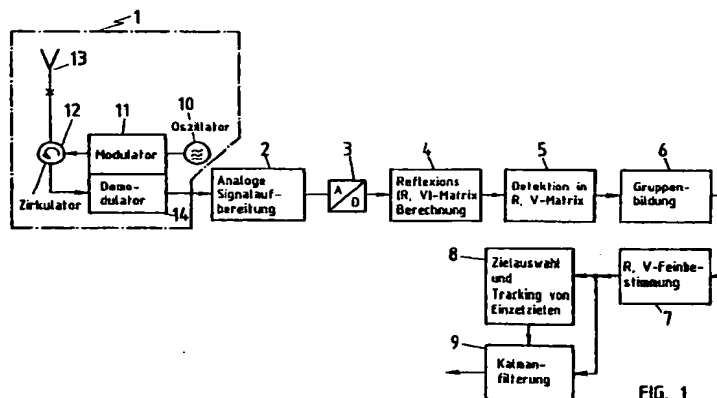 1
13
12
11
10
Oszillator
Modulator
Demo-
dulator
Zirkulator
14
2
Analoge
Signalauf-
bereitung
3
A
D
4
Reflexions
(R, V)-Matrix
Berechnung
5
Detektion in
R, V-Matrix
6
Gruppen-
bildung
8
Zielauswahl
und
Tracking von
Einzelzielen
R, V-Feinbe-
stimmung
7
9
Kalman-
filterung
FIG. 1